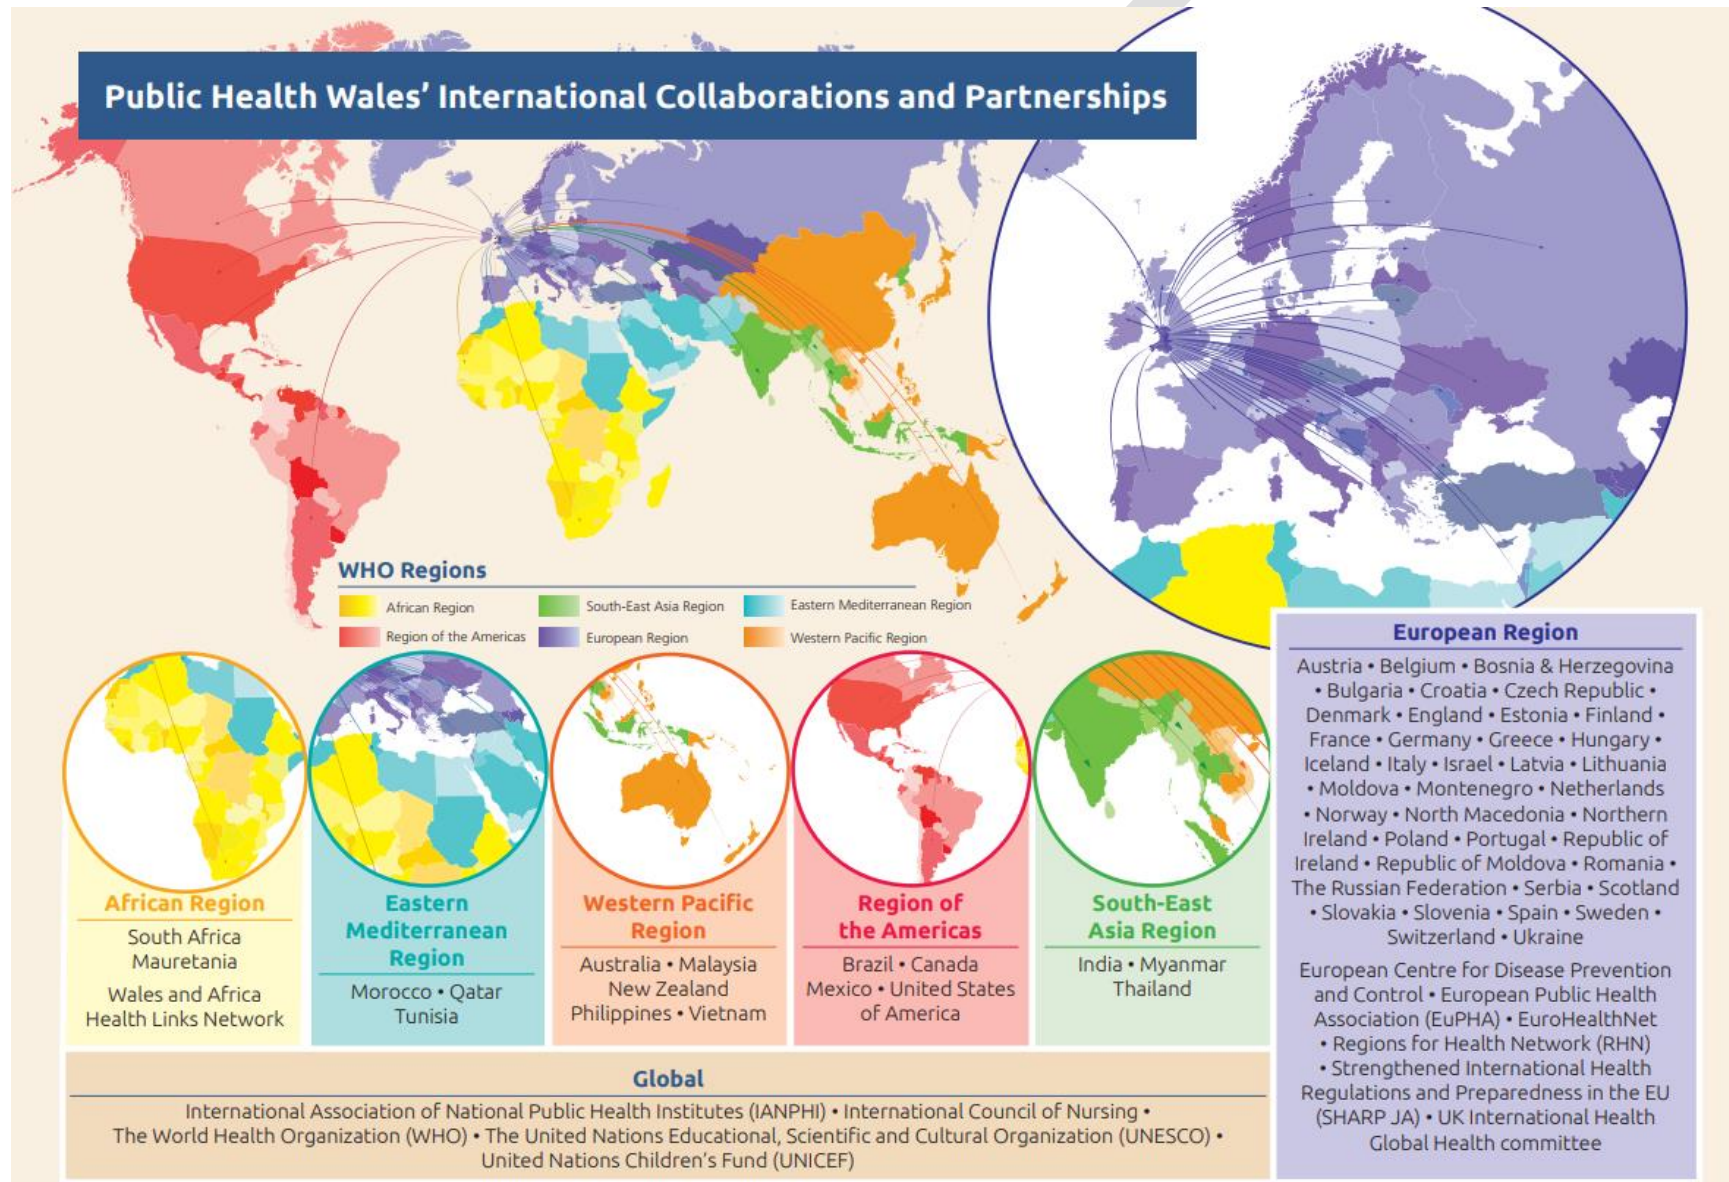 Public Health Wales’ International Collaborations and Partnerships
WHO Regions
African Region
South-East Asia Region
Eastern Mediterranean Region
Region of the Americas
European Region
Western Pacific Region
African Region
South Africa
Mauretania
Wales and Africa
Health Links Network
Eastern
Mediterranean
Region
Morocco • Qatar
Tunisia
Western Pacific
Region
Australia • Malaysia
New Zealand
Philippines • Vietnam
Region of
the Americas
Brazil • Canada
Mexico • United States
of America
South-East
Asia Region
India • Myanmar
Thailand
European Region
Austria • Belgium • Bosnia & Herzegovina
• Bulgaria • Croatia • Czech Republic •
Denmark • England • Estonia • Finland •
France • Germany • Greece • Hungary •
Iceland • Italy • Israel • Latvia • Lithuania
• Moldova • Montenegro • Netherlands
• Norway • North Macedonia • Northern
Ireland • Poland • Portugal • Republic of
Ireland • Republic of Moldova • Romania •
The Russian Federation • Serbia • Scotland
• Slovakia • Slovenia • Spain • Sweden •
Switzerland • Ukraine
European Centre for Disease Prevention
and Control • European Public Health
Association (EuPHA) • EuroHealthNet
• Regions for Health Network (RHN)
• Strengthened International Health
Regulations and Preparedness in the EU
(SHARP JA) • UK International Health
Global Health committee
Global
International Association of National Public Health Institutes (IANPHI) • International Council of Nursing •
The World Health Organization (WHO) • The United Nations Educational, Scientific and Cultural Organization (UNESCO) •
United Nations Children’s Fund (UNICEF)